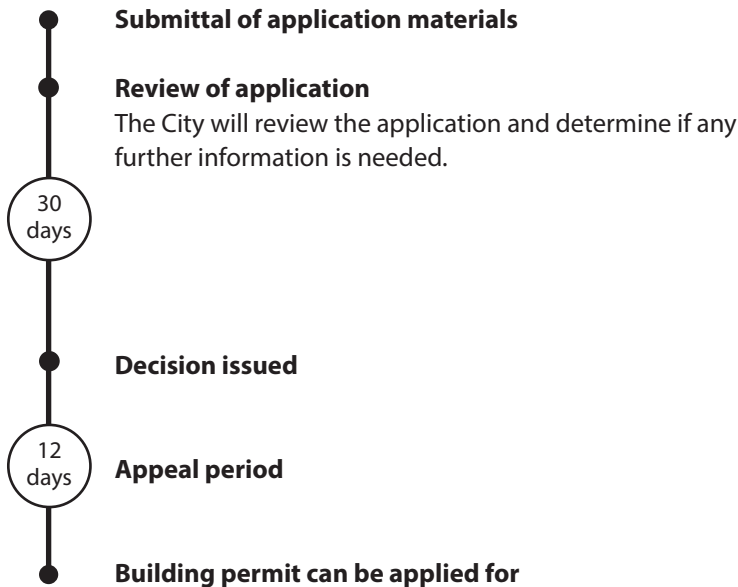 Submittal of application materials
Review of application
The City will review the application and determine if any
further information is needed.
30
days
Decision issued
12
days
Appeal period
Building permit can be applied for